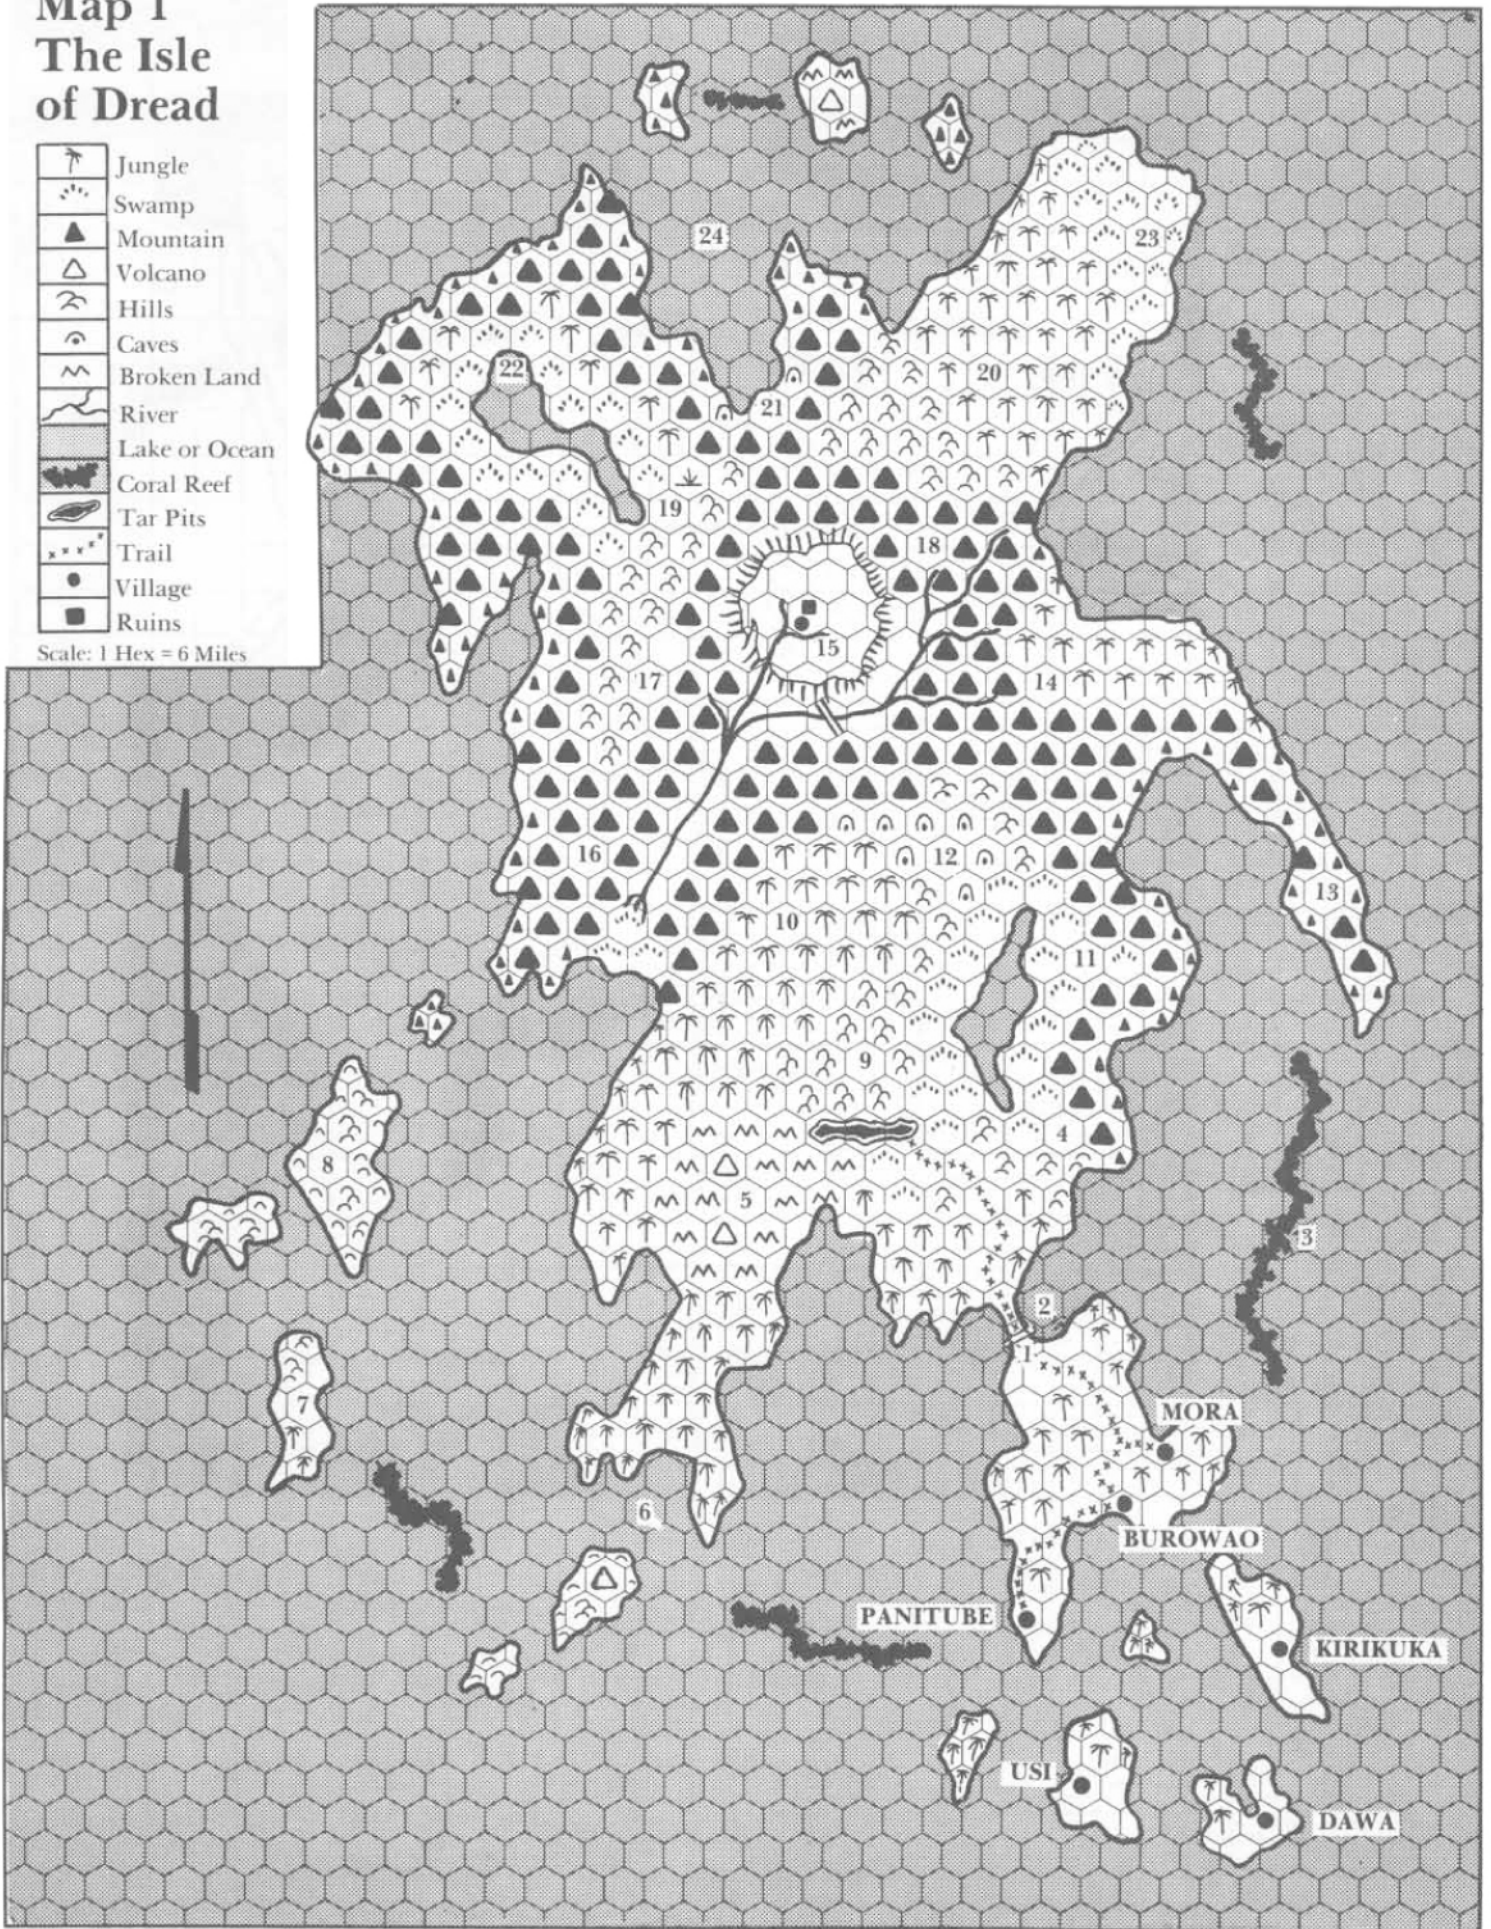 Map 1
The Isle
of Dread
Jungle
Swamp
Mountain
Volcano
Hills
Caves
Broken Land
River
Lake or Ocean
Coral Reef
Tar Pits
Trail
Village
Ruins
Scale: 1 Hex = 6 Miles
24
23
22
20
21
19
18
15
17
14
16
12
13
10
11
9
4
8
5
3
2
1
7
MORA
6
BUROWAO
PANITUBE
KIRIKUKA
USI
DAWA